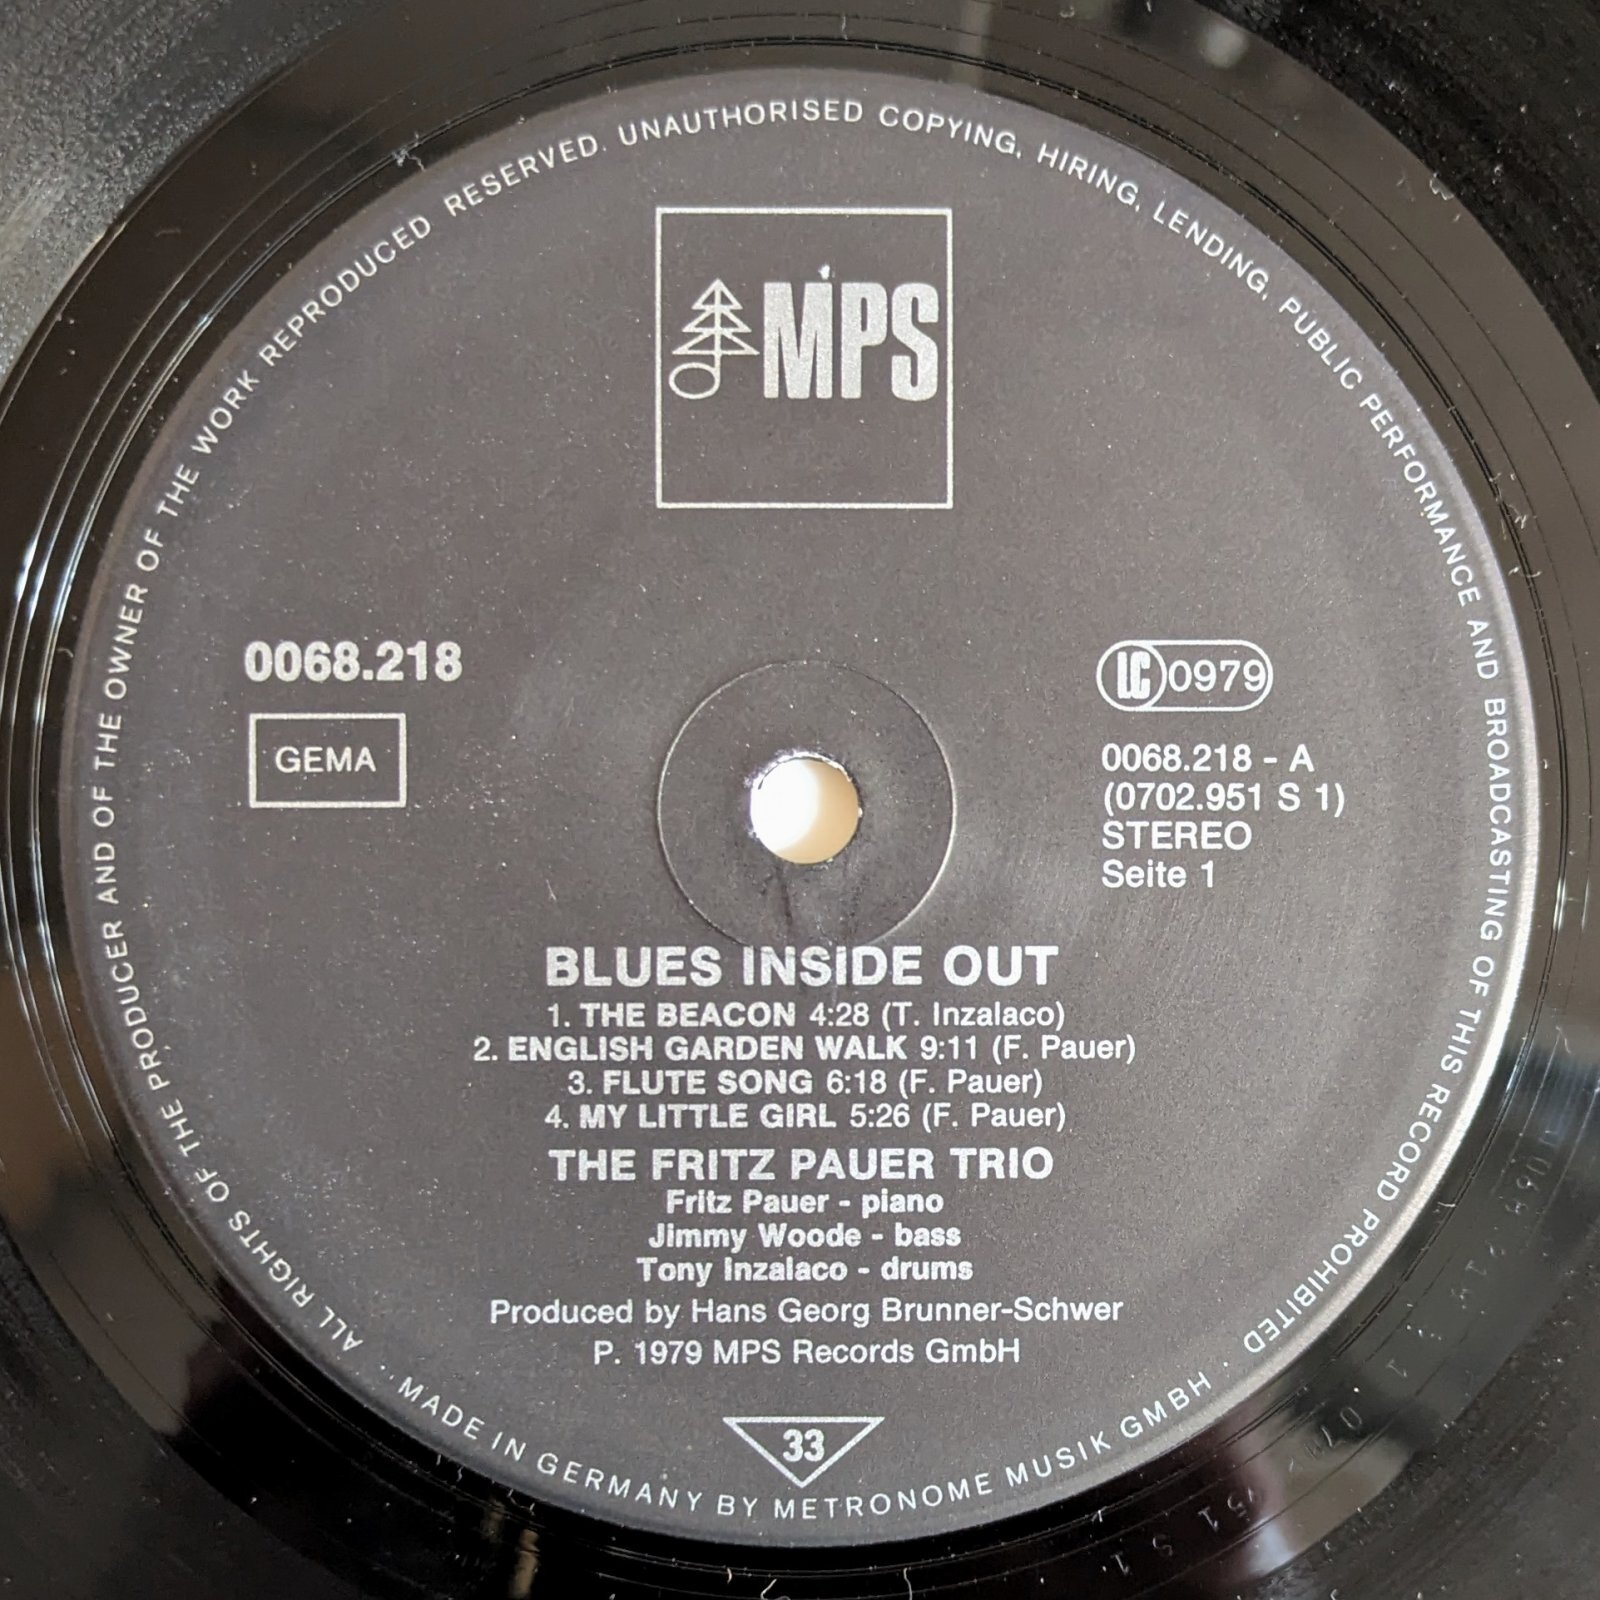 ALL RIGHTS OF THE PRODUCER AND OF THE OWNER OF THE WORK REPRODUCED RESERVED. UNAUTHORISED COPYING, HIRING, LENDING, PUBLIC PERFORMANCE AND BROADCASTING OF THIS RECORD PROHIBITED
MPS
0068.218
GEMA
LC 0979
0068.218 - A
(0702.951 S 1)
STEREO
Seite 1
BLUES INSIDE OUT
1. THE BEACON 4:28 (T. Inzalaco)
2. ENGLISH GARDEN WALK 9:11 (F. Pauer)
3. FLUTE SONG 6:18 (F. Pauer)
4. MY LITTLE GIRL 5:26 (F. Pauer)
THE FRITZ PAUER TRIO
Fritz Pauer - piano
Jimmy Woode - bass
Tony Inzalaco - drums
Produced by Hans Georg Brunner-Schwer
P. 1979 MPS Records GmbH
33
· MADE IN GERMANY BY METRONOME MUSIK GMBH ·